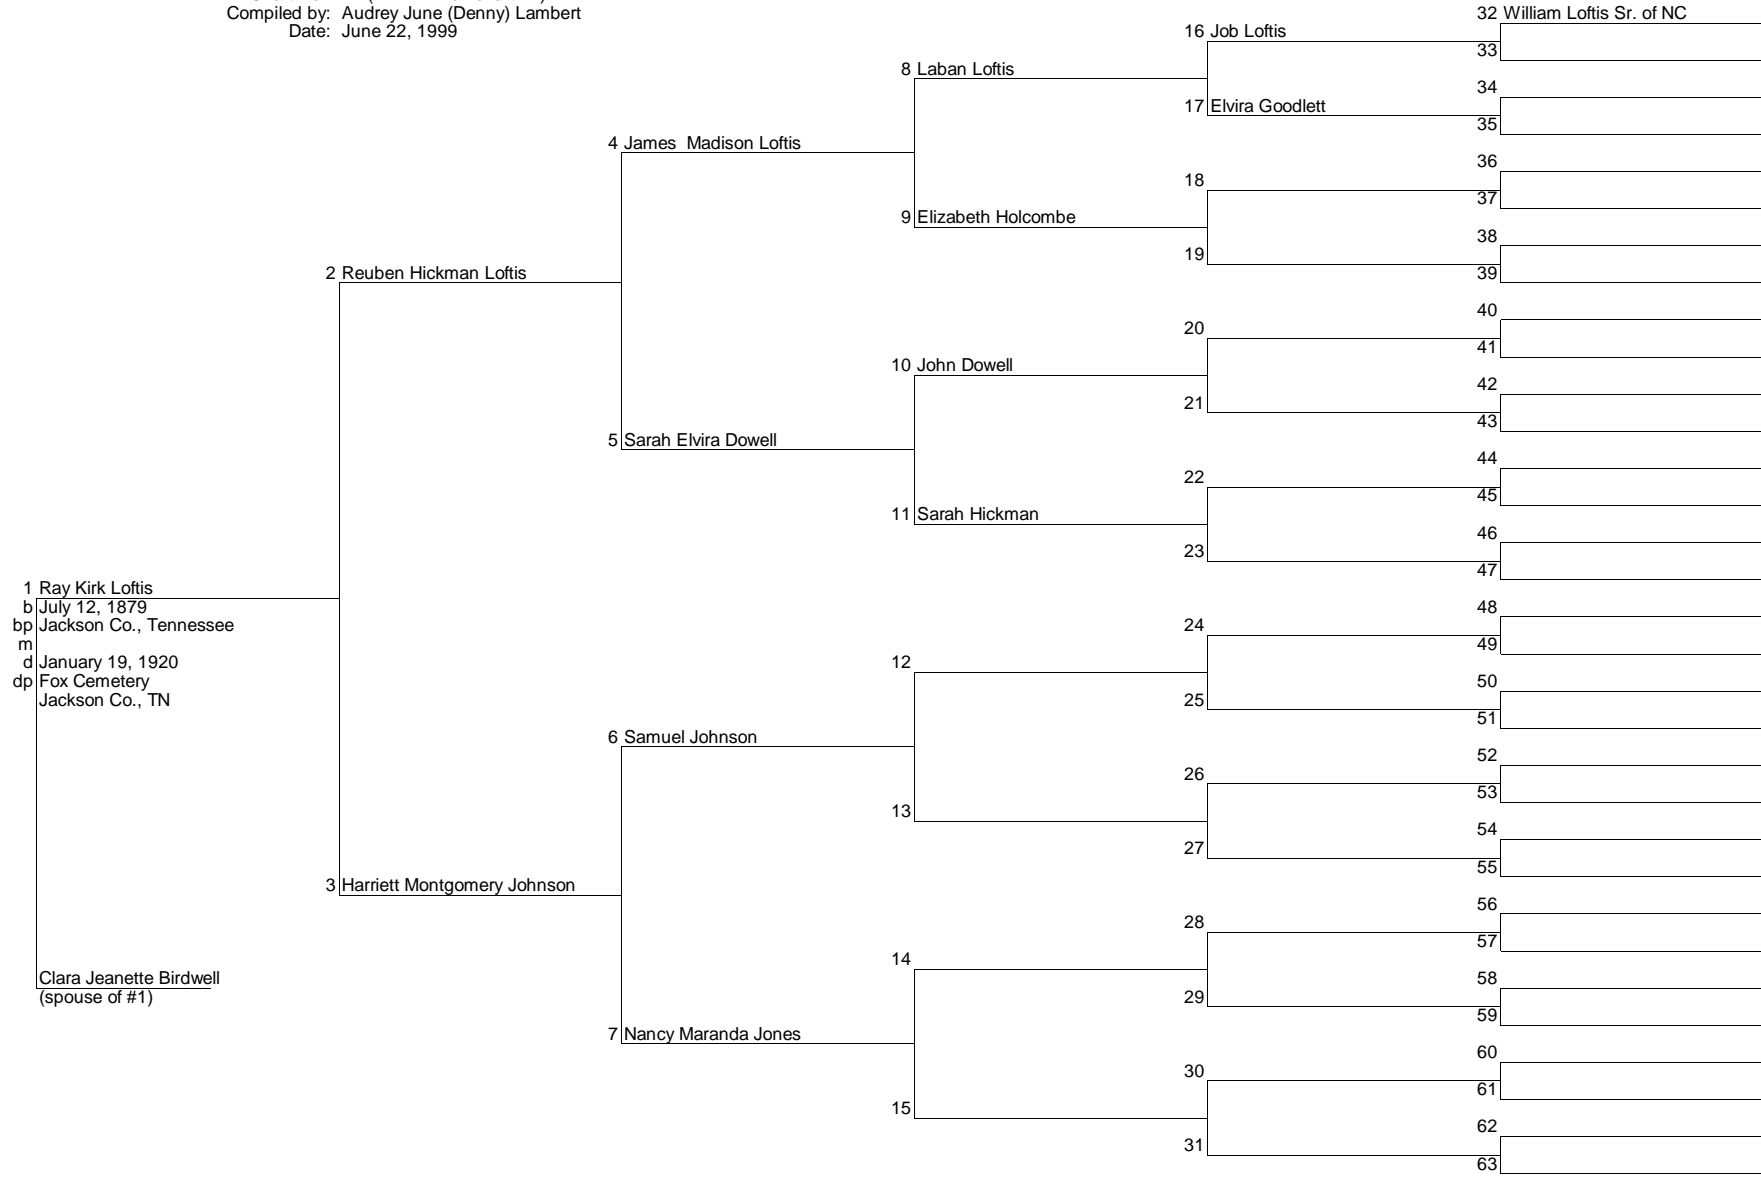 Compiled by: Audrey June (Denny) Lambert
Date: June 22, 1999
1 Ray Kirk Loftis
b July 12, 1879
bp Jackson Co., Tennessee
m
d January 19, 1920
dp Fox Cemetery
Jackson Co., TN
Clara Jeanette Birdwell
(spouse of #1)
2 Reuben Hickman Loftis
3 Harriett Montgomery Johnson
4 James  Madison Loftis
5 Sarah Elvira Dowell
6 Samuel Johnson
7 Nancy Maranda Jones
8 Laban Loftis
9 Elizabeth Holcombe
10 John Dowell
11 Sarah Hickman
12
13
14
15
16 Job Loftis
17 Elvira Goodlett
18
19
20
21
22
23
24
25
26
27
28
29
30
31
32 William Loftis Sr. of NC
33
34
35
36
37
38
39
40
41
42
43
44
45
46
47
48
49
50
51
52
53
54
55
56
57
58
59
60
61
62
63